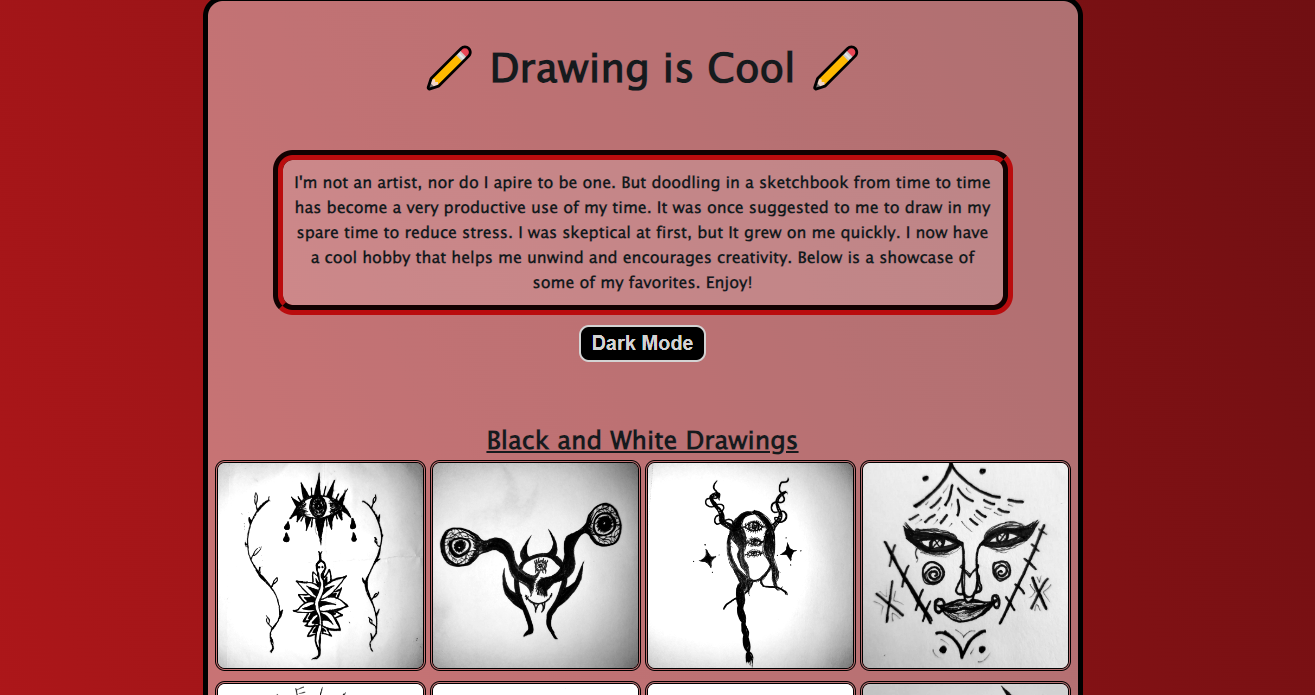 ✏️ Drawing is Cool ✏️
I'm not an artist, nor do I apire to be one. But doodling in a sketchbook from time to time
has become a very productive use of my time. It was once suggested to me to draw in my
spare time to reduce stress. I was skeptical at first, but It grew on me quickly. I now have
a cool hobby that helps me unwind and encourages creativity. Below is a showcase of
some of my favorites. Enjoy!
Dark Mode
Black and White Drawings